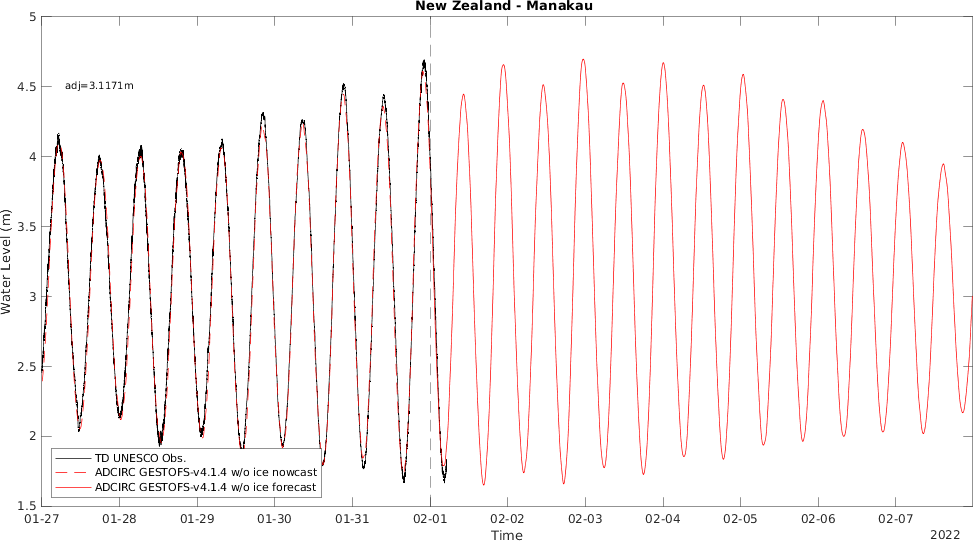 New Zealand - Manakau
5
4.5
4
3.5
3
2.5
2
1.5
Water Level (m)
adj=3.1171m
TD UNESCO Obs.
ADCIRC GESTOFS-v4.1.4 w/o ice nowcast
ADCIRC GESTOFS-v4.1.4 w/o ice forecast
01-27 01-28 01-29 01-30 01-31 02-01 02-02 02-03 02-04 02-05 02-06 02-07
Time
2022